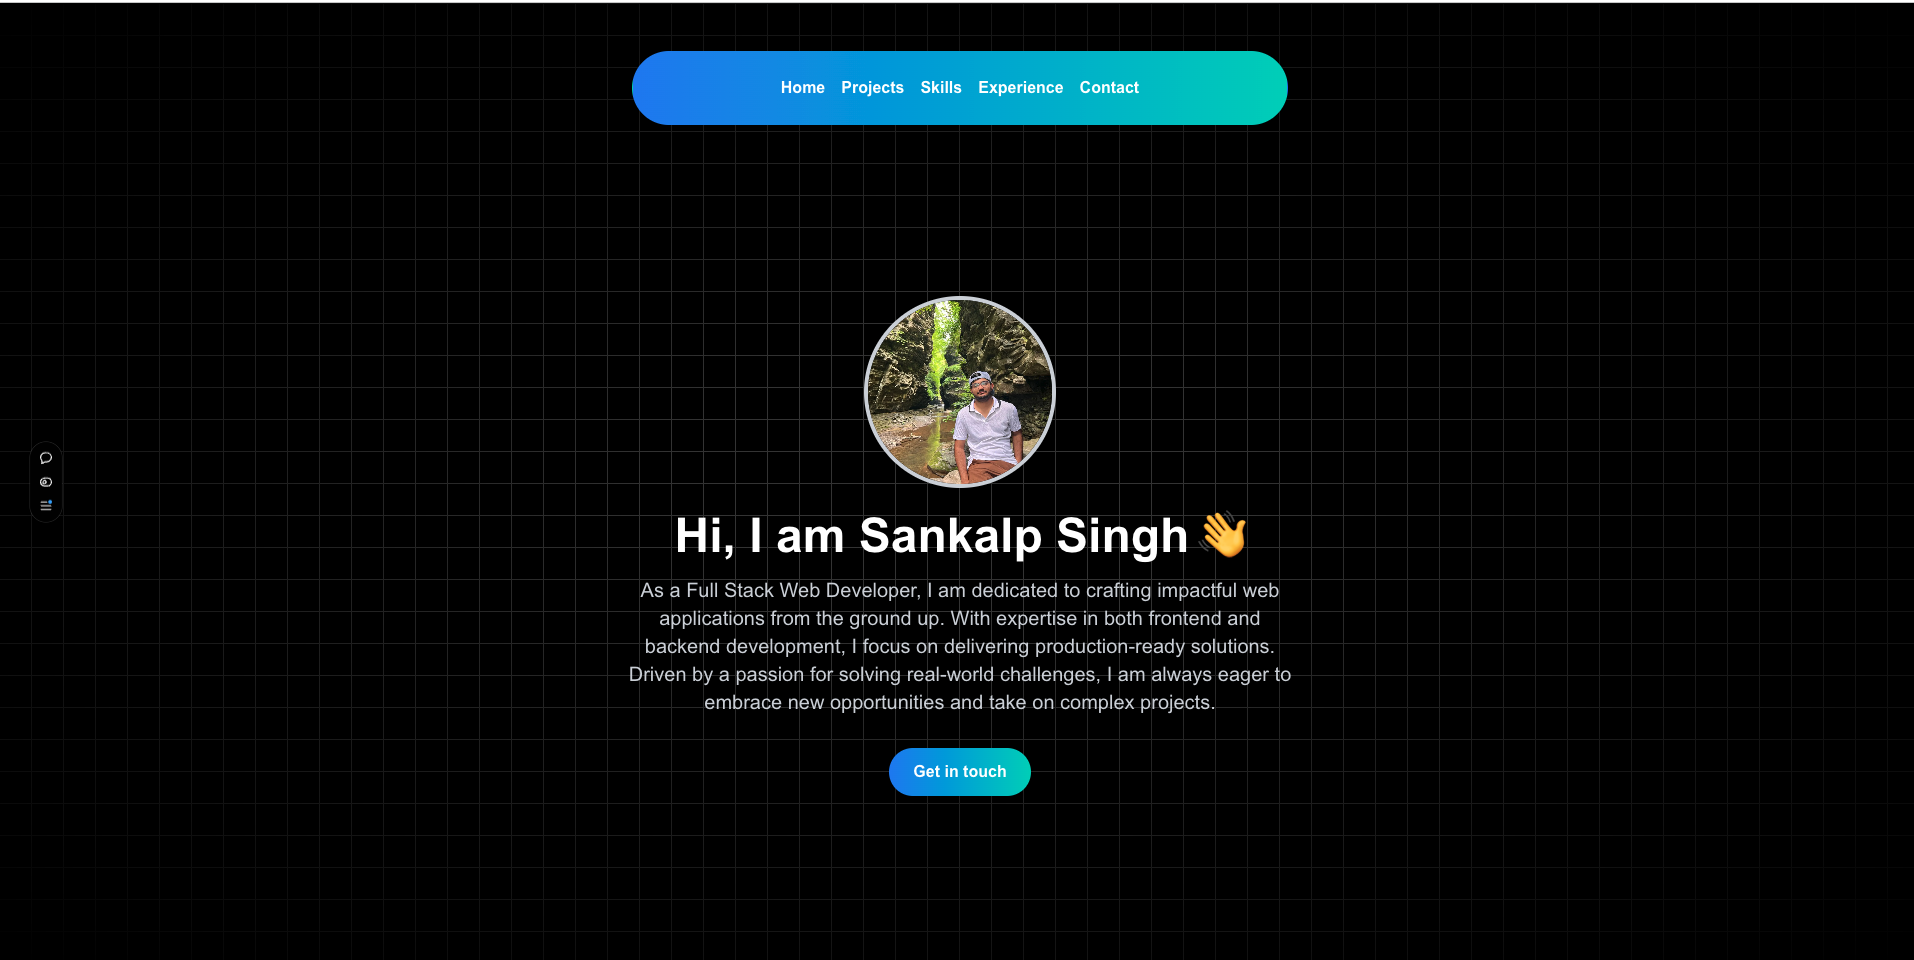 Home Projects Skills Experience Contact
Hi, I am Sankalp Singh 👋
As a Full Stack Web Developer, I am dedicated to crafting impactful web
applications from the ground up. With expertise in both frontend and
backend development, I focus on delivering production-ready solutions.
Driven by a passion for solving real-world challenges, I am always eager to
embrace new opportunities and take on complex projects.
Get in touch